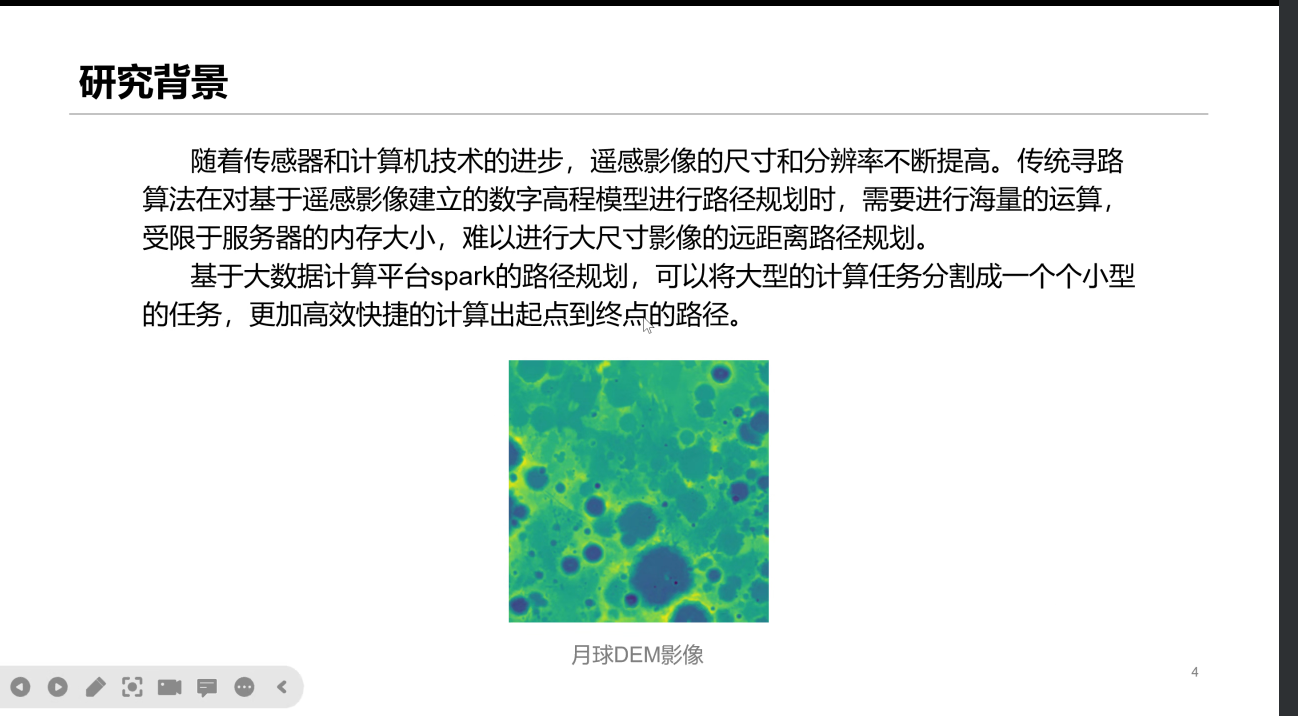 研究背景
随着传感器和计算机技术的进步，遥感影像的尺寸和分辨率不断提高。传统寻路
算法在对基于遥感影像建立的数字高程模型进行路径规划时，需要进行海量的运算，
受限于服务器的内存大小，难以进行大尺寸影像的远距离路径规划。
基于大数据计算平台spark的路径规划，可以将大型的计算任务分割成一个个小型
的任务，更加高效快捷的计算出起点到终点的路径。
月球DEM影像
4